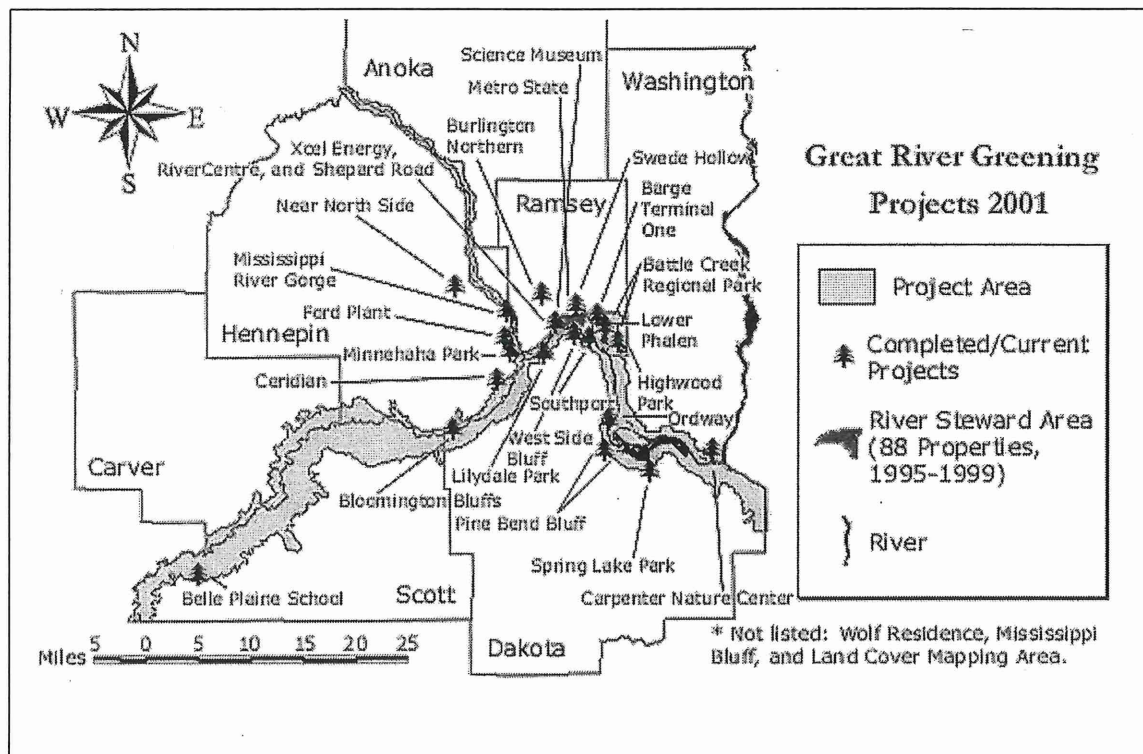 N
W
E
S
Anoka
Science Museum
Metro State
Washington
Burlington
Northern
Xcel Energy,
RiverCentre, and Shepard Road
Near North Side
Swede Hollow
Barge
Terminal
One
Ramsey
Mississippi
River Gorge
Battle Creek
Regional Park
Ford Plant
Lower
Phalen
Hennepin
Minnehaha Park
Ceridian
Highwood
Park
Southport
Ordway
West Side
Bluff
Carver
Lilydale Park
Bloomington Bluffs
Pine Bend Bluff
Spring Lake Park
Belle Plaine School
Scott
Carpenter Nature Center
Dakota
5 0 5 10 15 20 25
Miles
Great River Greening
Projects 2001
Project Area
Completed/Current
Projects
River Steward Area
(88 Properties,
1995-1999)
River
* Not listed: Wolf Residence, Mississippi
Bluff, and Land Cover Mapping Area.